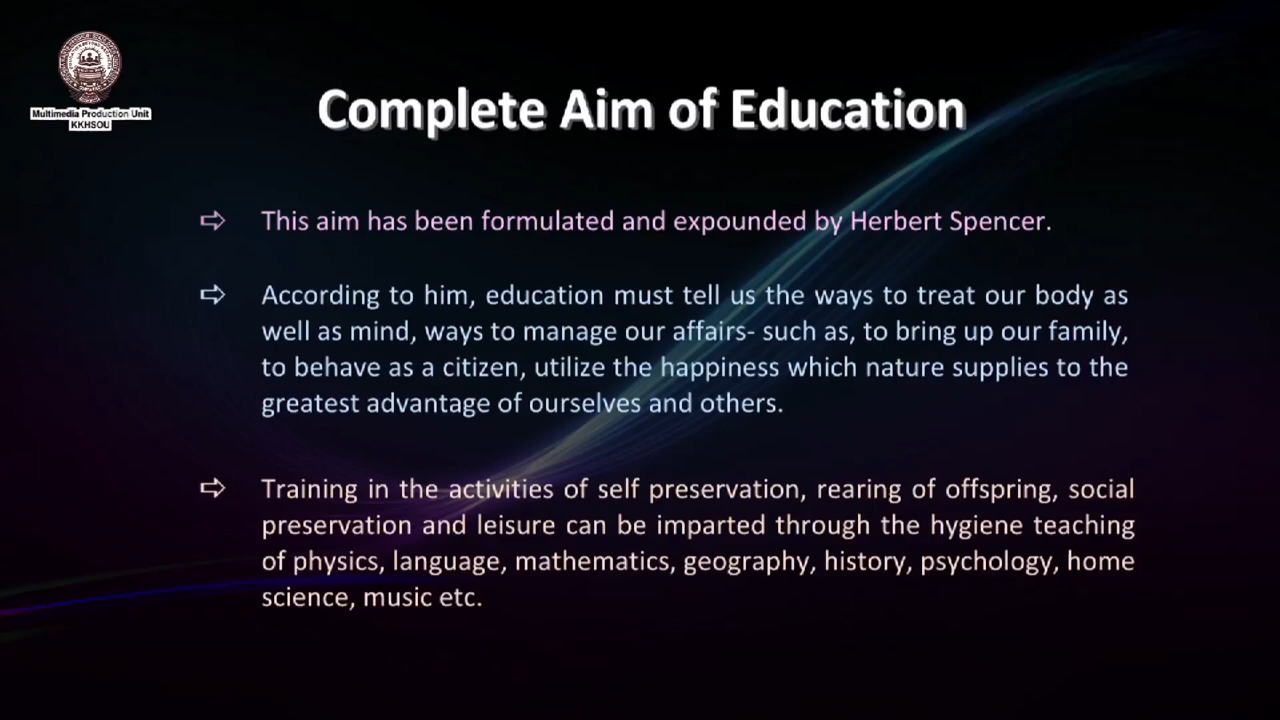 Multimedia Production Unit
KKHSOU
Complete Aim of Education
⇨ This aim has been formulated and expounded by Herbert Spencer.
⇨ According to him, education must tell us the ways to treat our body as
well as mind, ways to manage our affairs- such as, to bring up our family,
to behave as a citizen, utilize the happiness which nature supplies to the
greatest advantage of ourselves and others.
⇨ Training in the activities of self preservation, rearing of offspring, social
preservation and leisure can be imparted through the hygiene teaching
of physics, language, mathematics, geography, history, psychology, home
science, music etc.